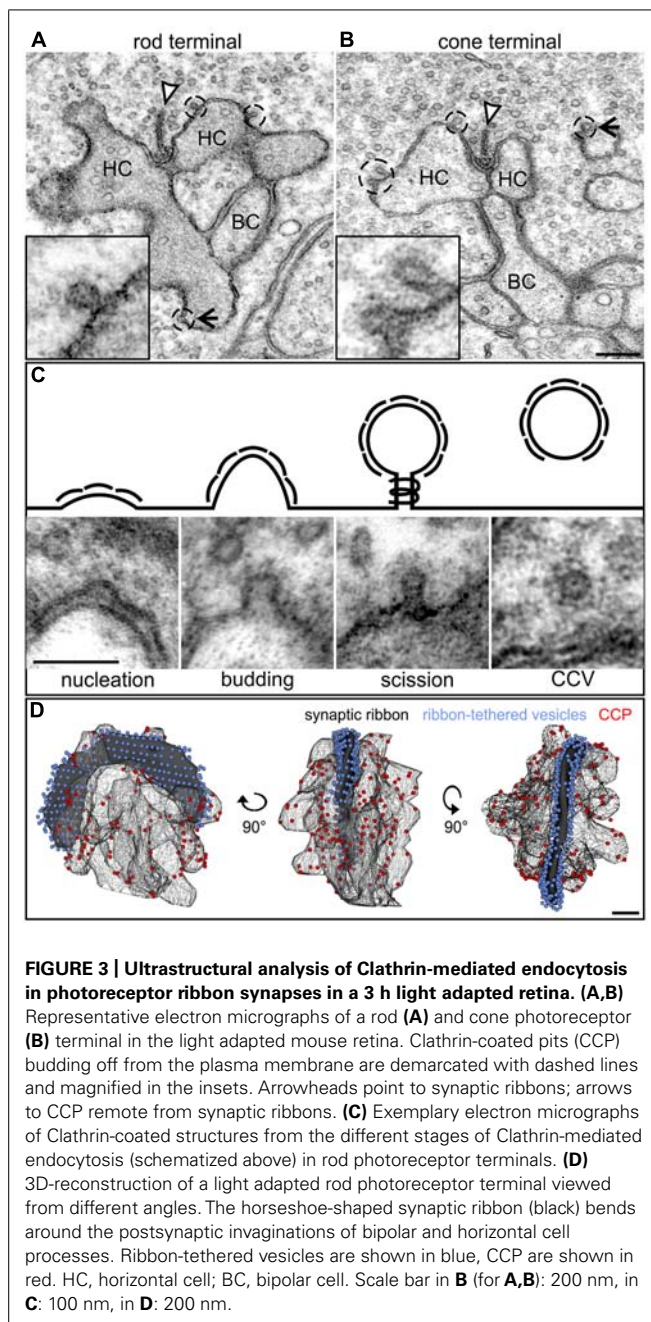 A
rod terminal
B
cone terminal
HC
HC
BC
HC
HC
BC
C
nucleation
budding
scission
CCV
D
synaptic ribbon
ribbon-tethered vesicles
CCP
90°
90°
FIGURE 3 | Ultrastructural analysis of Clathrin-mediated endocytosis
in photoreceptor ribbon synapses in a 3 h light adapted retina. (A,B)
Representative electron micrographs of a rod (A) and cone photoreceptor
(B) terminal in the light adapted mouse retina. Clathrin-coated pits (CCP)
budding off from the plasma membrane are demarcated with dashed lines
and magnified in the insets. Arrowheads point to synaptic ribbons; arrows
to CCP remote from synaptic ribbons. (C) Exemplary electron micrographs
of Clathrin-coated structures from the different stages of Clathrin-mediated
endocytosis (schematized above) in rod photoreceptor terminals. (D)
3D-reconstruction of a light adapted rod photoreceptor terminal viewed
from different angles. The horseshoe-shaped synaptic ribbon (black) bends
around the postsynaptic invaginations of bipolar and horizontal cell
processes. Ribbon-tethered vesicles are shown in blue, CCP are shown in
red. HC, horizontal cell; BC, bipolar cell. Scale bar in B (for A,B): 200 nm, in
C: 100 nm, in D: 200 nm.